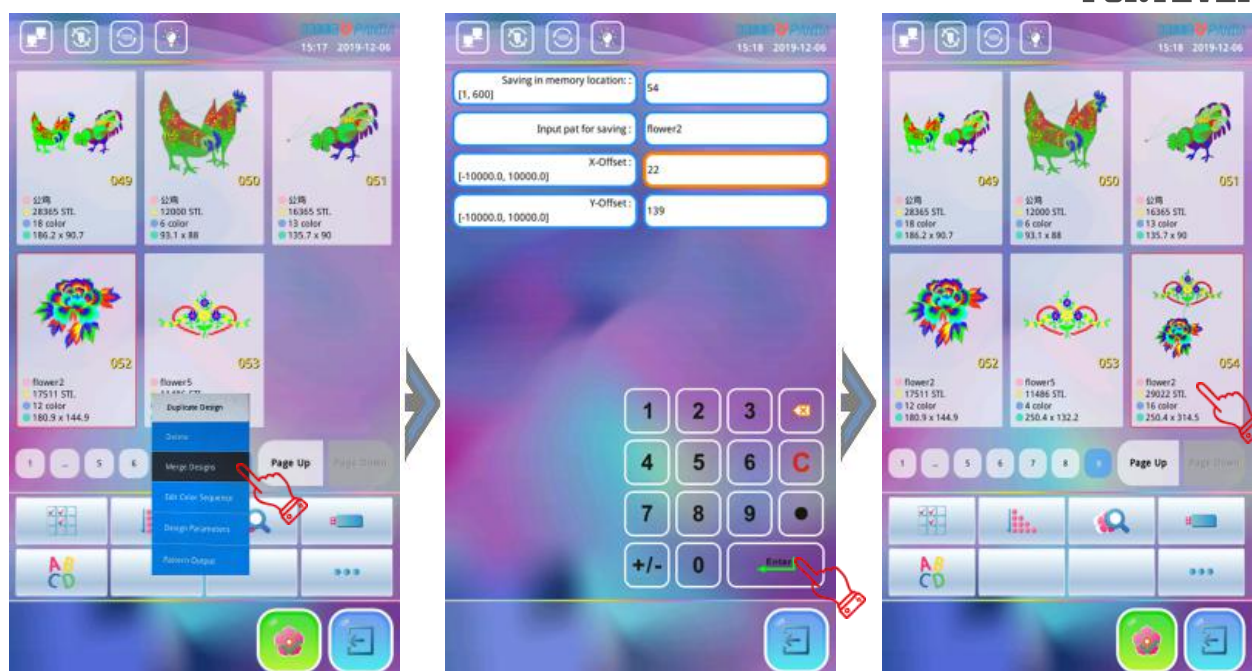 15:17 2019-12-06
049
公鸡
28365 STI.
18 color
186.2 x 90.7
050
公鸡
12000 STI.
6 color
93.1 x 88
051
公鸡
16365 STI.
13 color
135.7 x 90
052
flower2
17511 STI.
12 color
180.9 x 144.9
053
flower5
11486 STI.
Duplicate Design
Delete
Merge Designs
Edit Color Sequence
Design Parameters
Pattern Output
1 ... 5 6
Page Up
Page Down
AB
CD
15:18 2019-12-06
Saving in memory location: :
[1, 600]
54
Input pat for saving :
flower2
X-Offset :
[-10000.0, 10000.0]
22
Y-Offset :
[-10000.0, 10000.0]
139
1 2 3
4 5 6 C
7 8 9 •
+/- 0 Enter
15:18 2019-12-06
049
公鸡
28365 STI.
18 color
186.2 x 90.7
050
公鸡
12000 STI.
6 color
93.1 x 88
051
公鸡
16365 STI.
13 color
135.7 x 90
052
flower2
17511 STI.
12 color
180.9 x 144.9
053
flower5
11486 STI.
4 color
250.4 x 132.2
054
flower2
29022 STI.
16 color
250.4 x 314.5
1 ... 5 6 7 8 9
Page Up
Page Down
AB
CD